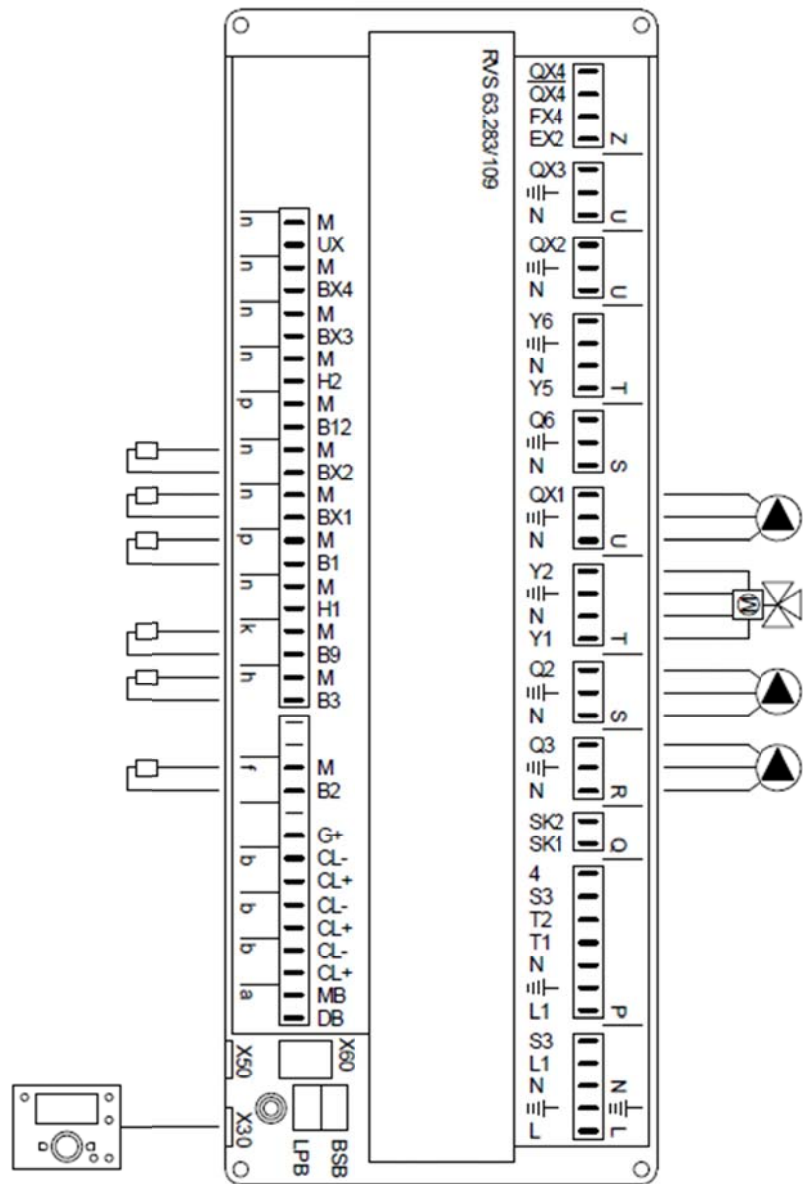 RVS 63.283/109
n
M
UX
n
M
BX4
n
M
BX3
n
M
H2
p
M
B12
n
M
BX2
n
M
BX1
p
M
B1
n
M
H1
k
M
B9
h
M
B3
f
M
B2
G+
b
CL-
CL+
b
CL-
CL+
b
CL-
CL+
a
MB
DB
X50
X60
X30
LPB
BSB
QX4
QX4
FX4
EX2
Z
QX3
N
U
QX2
N
U
Y6
N
Y5
T
Q6
N
S
QX1
N
U
Y2
N
Y1
T
M
Q2
N
S
Q3
N
R
SK2
SK1
Q
4
S3
T2
T1
N
L1
P
S3
L1
N
N
L
L